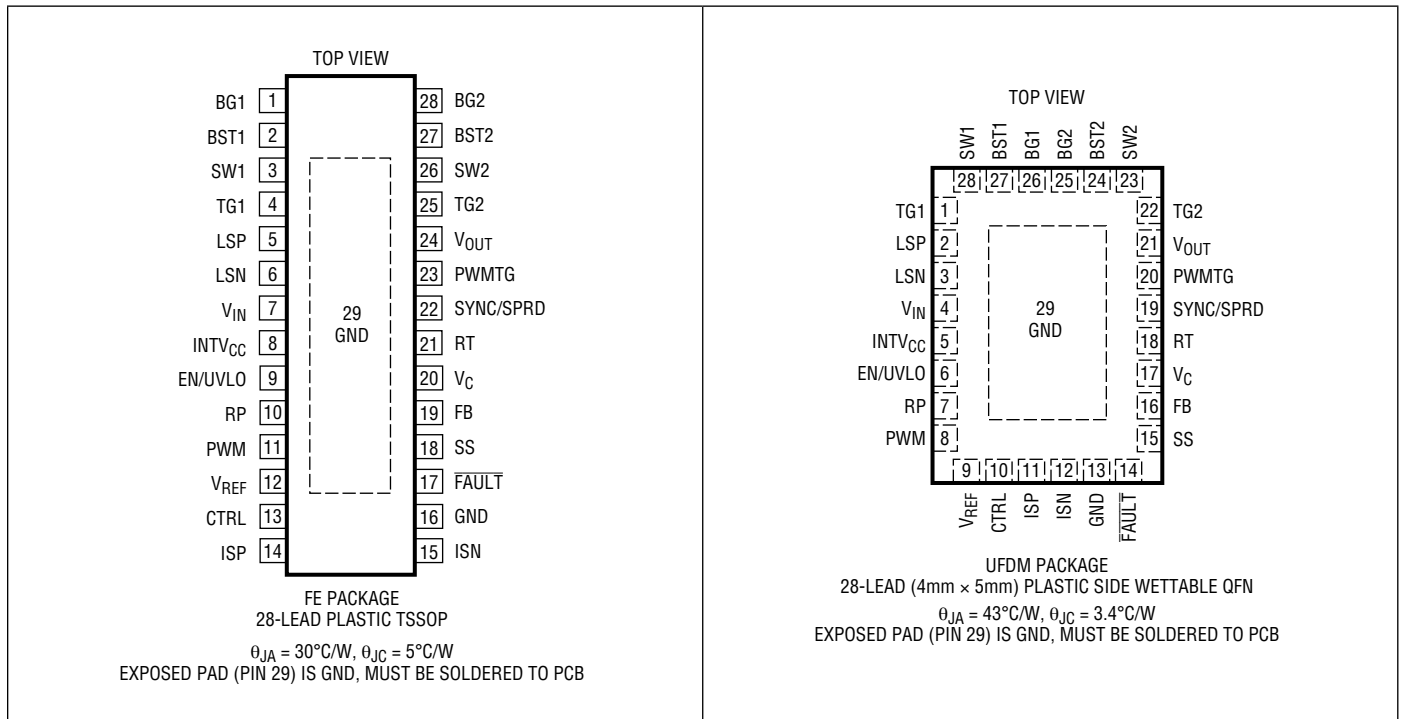 TOP VIEW
BG1 1
BST1 2
SW1 3
TG1 4
LSP 5
LSN 6
VIN 7
INTVCC 8
EN/UVLO 9
RP 10
PWM 11
VREF 12
CTRL 13
ISP 14
29
GND
28 BG2
27 BST2
26 SW2
25 TG2
24 VOUT
23 PWMTG
22 SYNC/SPRD
21 RT
20 VC
19 FB
18 SS
17 FAULT
16 GND
15 ISN
FE PACKAGE
28-LEAD PLASTIC TSSOP
θJA = 30°C/W, θJC = 5°C/W
EXPOSED PAD (PIN 29) IS GND, MUST BE SOLDERED TO PCB
TOP VIEW
SW1 BST1 BG1 BG2 BST2 SW2
28 27 26 25 24 23
TG1 1
LSP 2
LSN 3
VIN 4
INTVCC 5
EN/UVLO 6
RP 7
PWM 8
29
GND
22 TG2
21 VOUT
20 PWMTG
19 SYNC/SPRD
18 RT
17 VC
16 FB
15 SS
9 10 11 12 13 14
VREF CTRL ISP ISN GND FAULT
UFDM PACKAGE
28-LEAD (4mm × 5mm) PLASTIC SIDE WETTABLE QFN
θJA = 43°C/W, θJC = 3.4°C/W
EXPOSED PAD (PIN 29) IS GND, MUST BE SOLDERED TO PCB